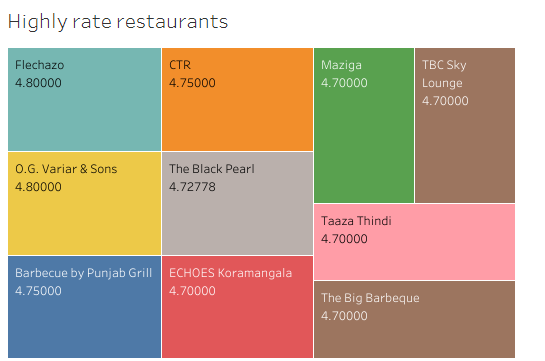 Highly rate restaurants
Flechazo
4.80000
O.G. Variar & Sons
4.80000
Barbecue by Punjab Grill
4.75000
CTR
4.75000
The Black Pearl
4.72778
ECHOES Koramangala
4.70000
Maziga
4.70000
TBC Sky
Lounge
4.70000
Taaza Thindi
4.70000
The Big Barbeque
4.70000